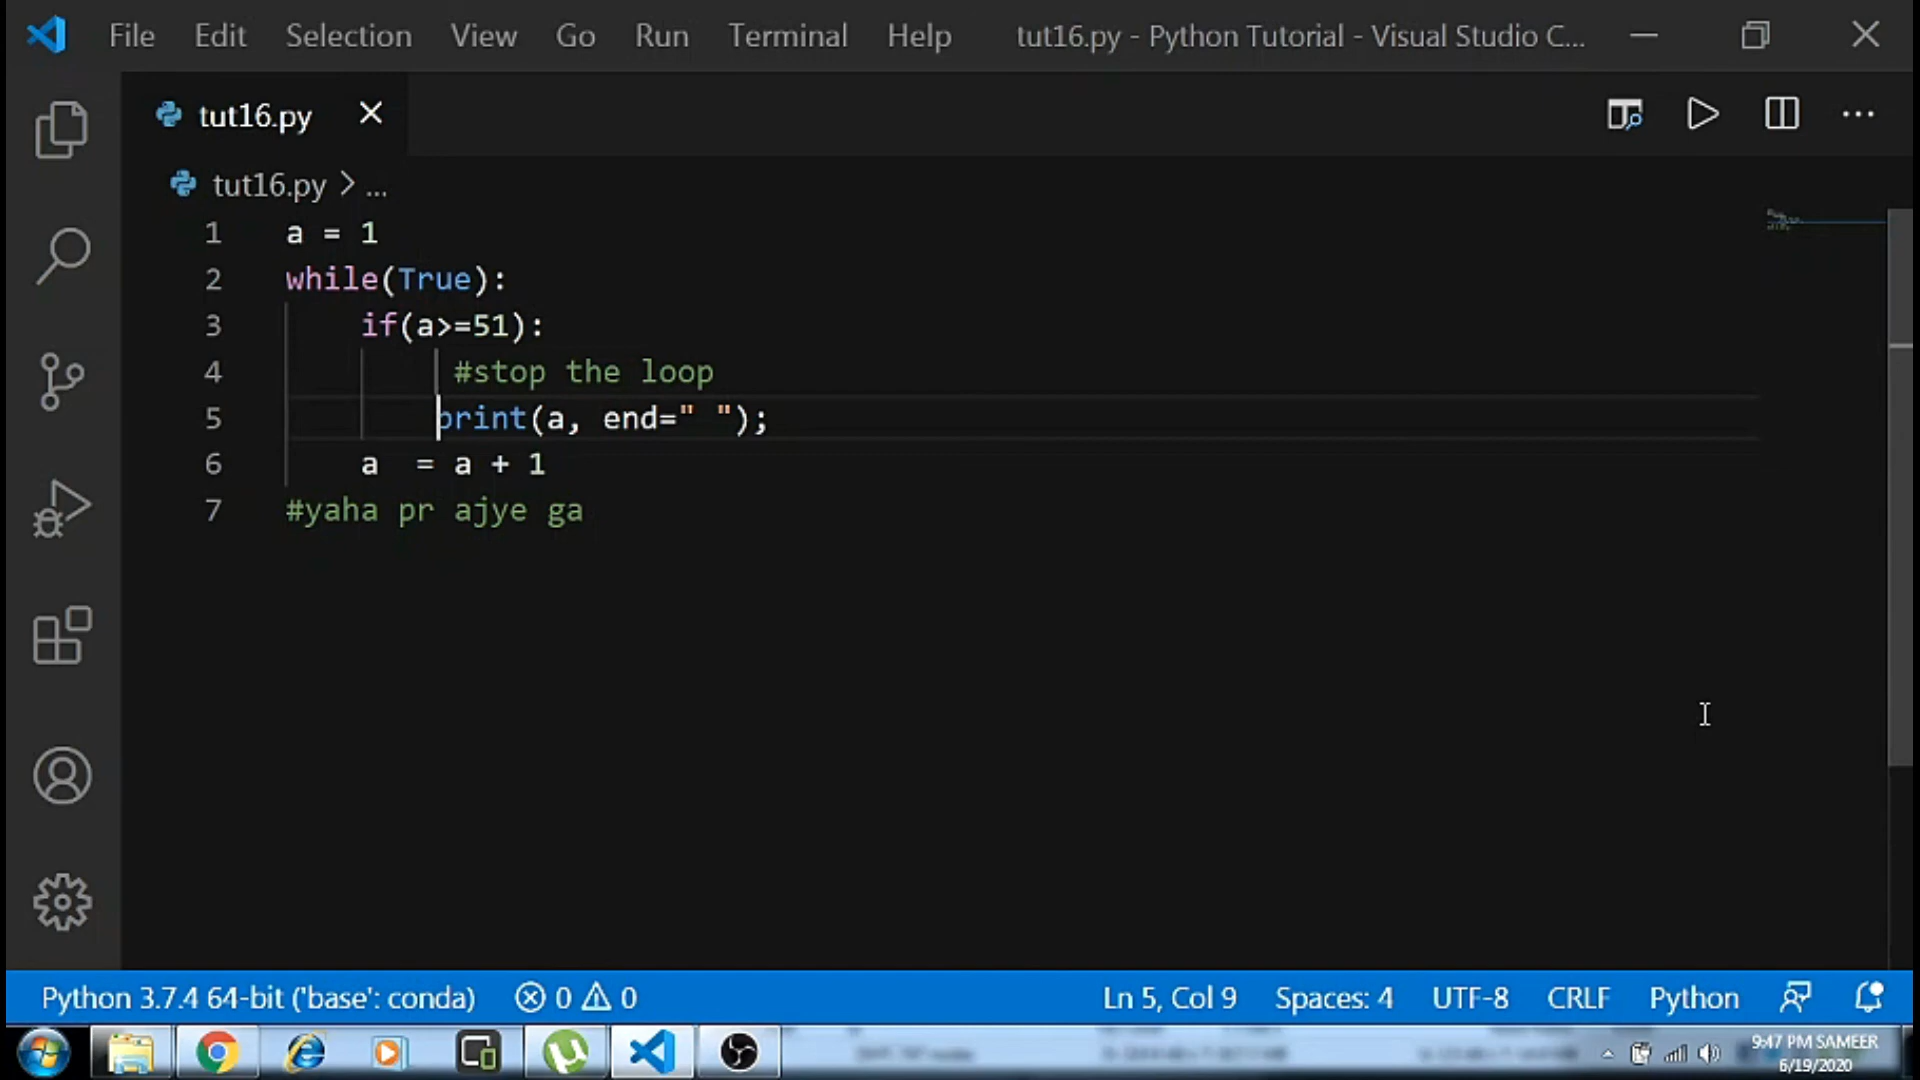 File Edit Selection View Go Run Terminal Help tut16.py - Python Tutorial - Visual Studio C...
tut16.py
tut16.py > ...
1 a = 1
2 while(True):
3     if(a>=51):
4          #stop the loop
5         print(a, end=" ");
6     a  = a + 1
7 #yaha pr ajye ga
Python 3.7.4 64-bit ('base': conda) 0 0 Ln 5, Col 9 Spaces: 4 UTF-8 CRLF Python
9:47 PM SAMEER
6/19/2020